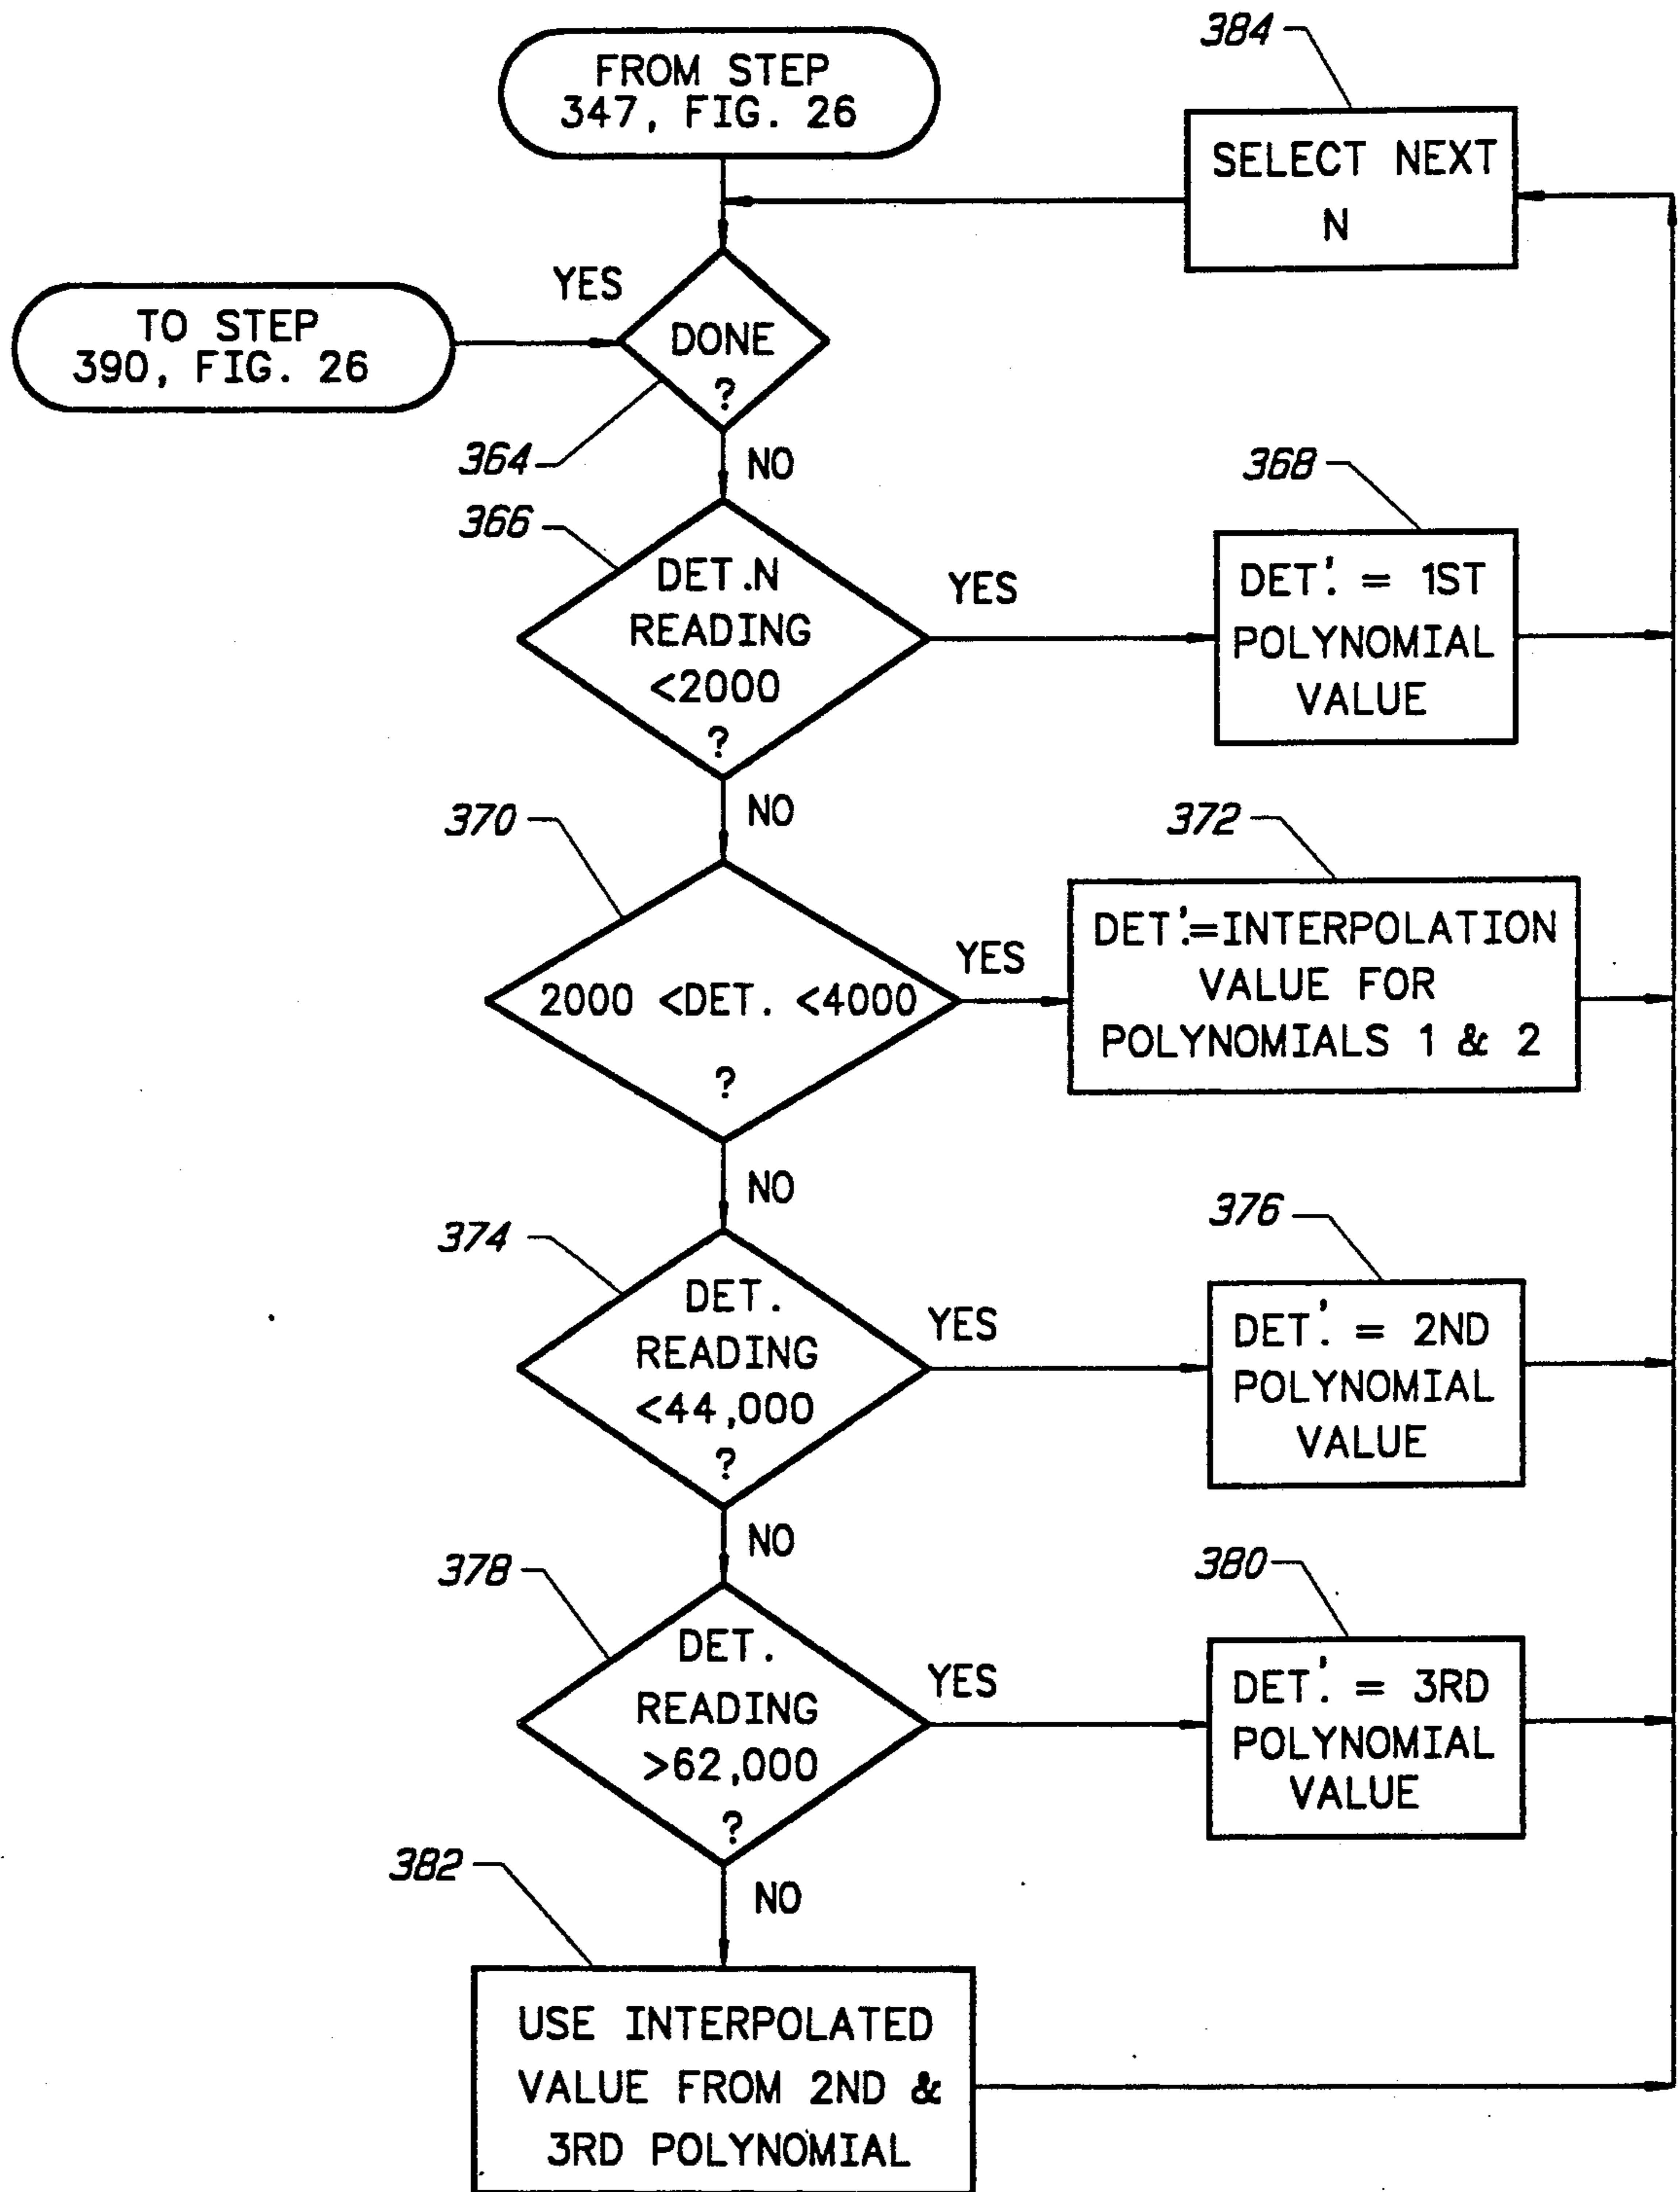 384
FROM STEP
347, FIG. 26
SELECT NEXT
N
YES
TO STEP
390, FIG. 26
DONE
?
364
NO
366
368
DET.N
READING
<2000
?
YES
DET'. = 1ST
POLYNOMIAL
VALUE
NO
370
372
2000 <DET. <4000
?
YES
DET'.=INTERPOLATION
VALUE FOR
POLYNOMIALS 1 & 2
NO
374
376
DET.
READING
<44,000
?
YES
DET'. = 2ND
POLYNOMIAL
VALUE
NO
378
380
DET.
READING
>62,000
?
YES
DET'. = 3RD
POLYNOMIAL
VALUE
382
NO
USE INTERPOLATED
VALUE FROM 2ND &
3RD POLYNOMIAL